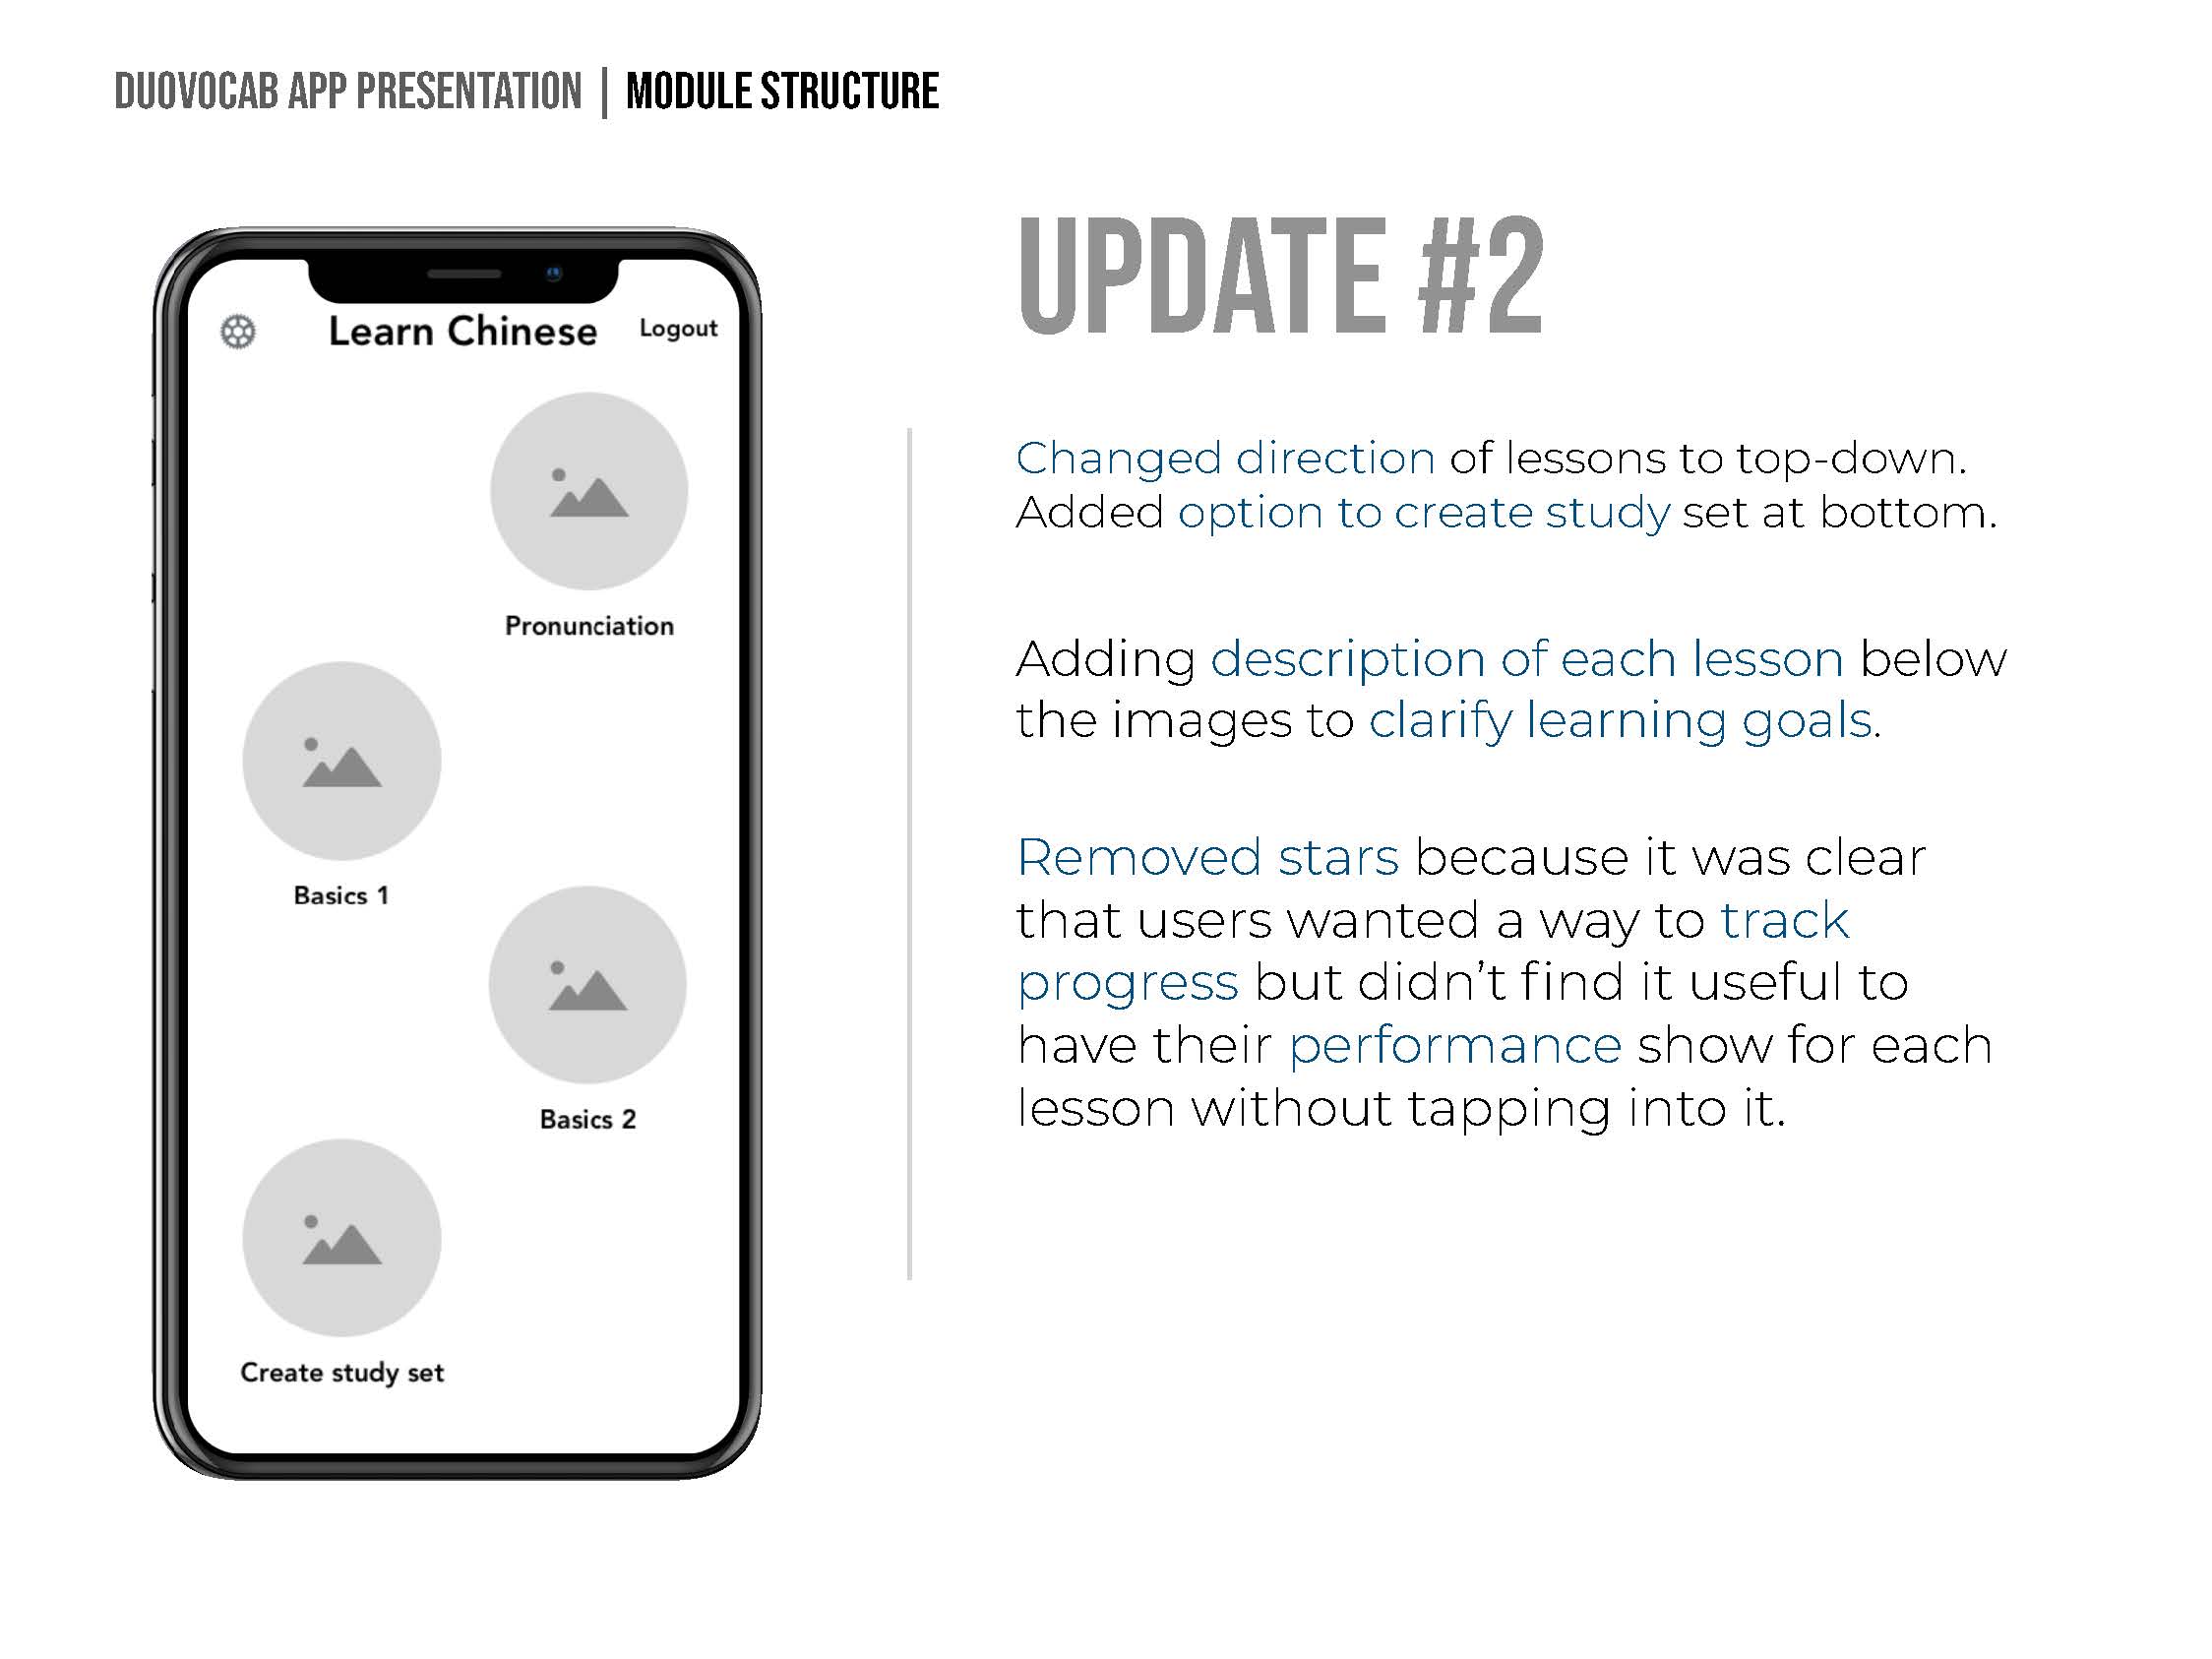 DUOVOCAB APP PRESENTATION | MODULE STRUCTURE
Learn Chinese
Logout
Pronunciation
Basics 1
Basics 2
Create study set
UPDATE #2
Changed direction of lessons to top-down.
Added option to create study set at bottom.
Adding description of each lesson below
the images to clarify learning goals.
Removed stars because it was clear
that users wanted a way to track
progress but didn’t find it useful to
have their performance show for each
lesson without tapping into it.